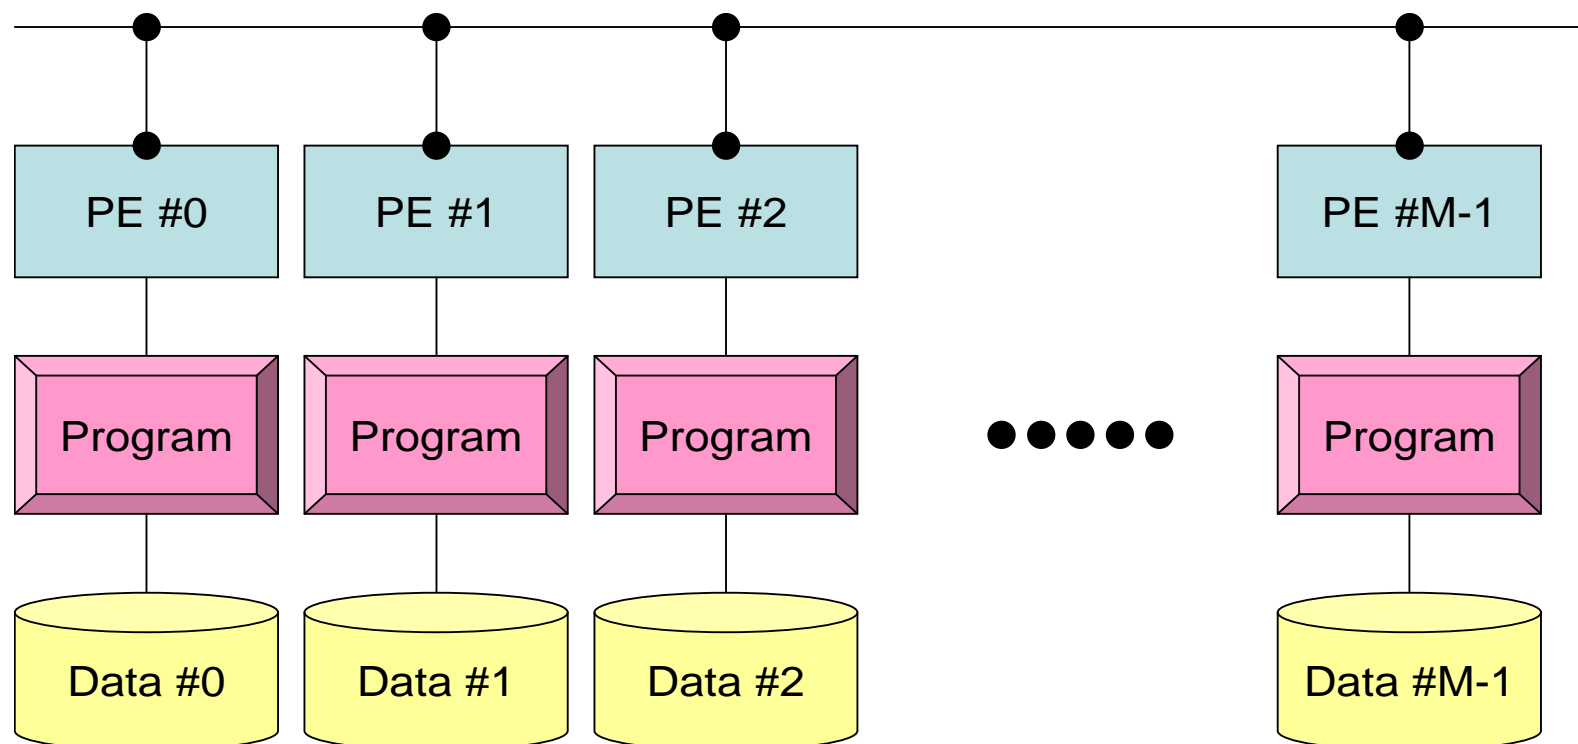 PE #0
PE #1
PE #2
PE #M-1
Program
Program
Program
Program
Data #0
Data #1
Data #2
Data #M-1